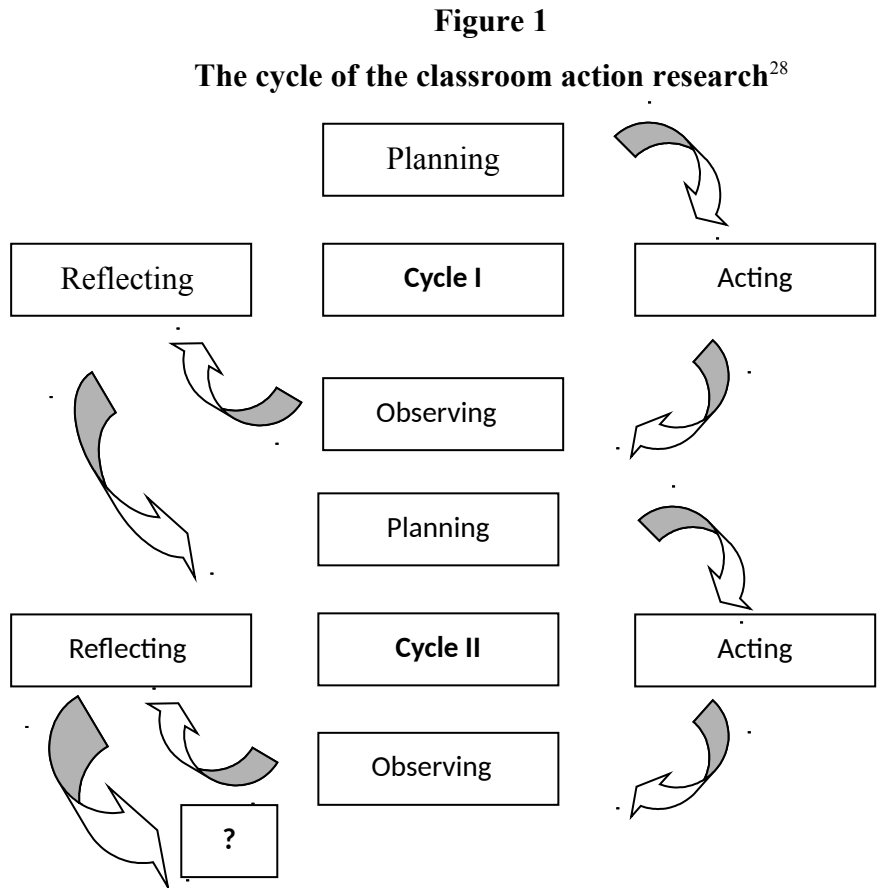 Figure 1
The cycle of the classroom action research28
Planning
Reflecting
Cycle I
Acting
Observing
Planning
Reflecting
Cycle II
Acting
Observing
?